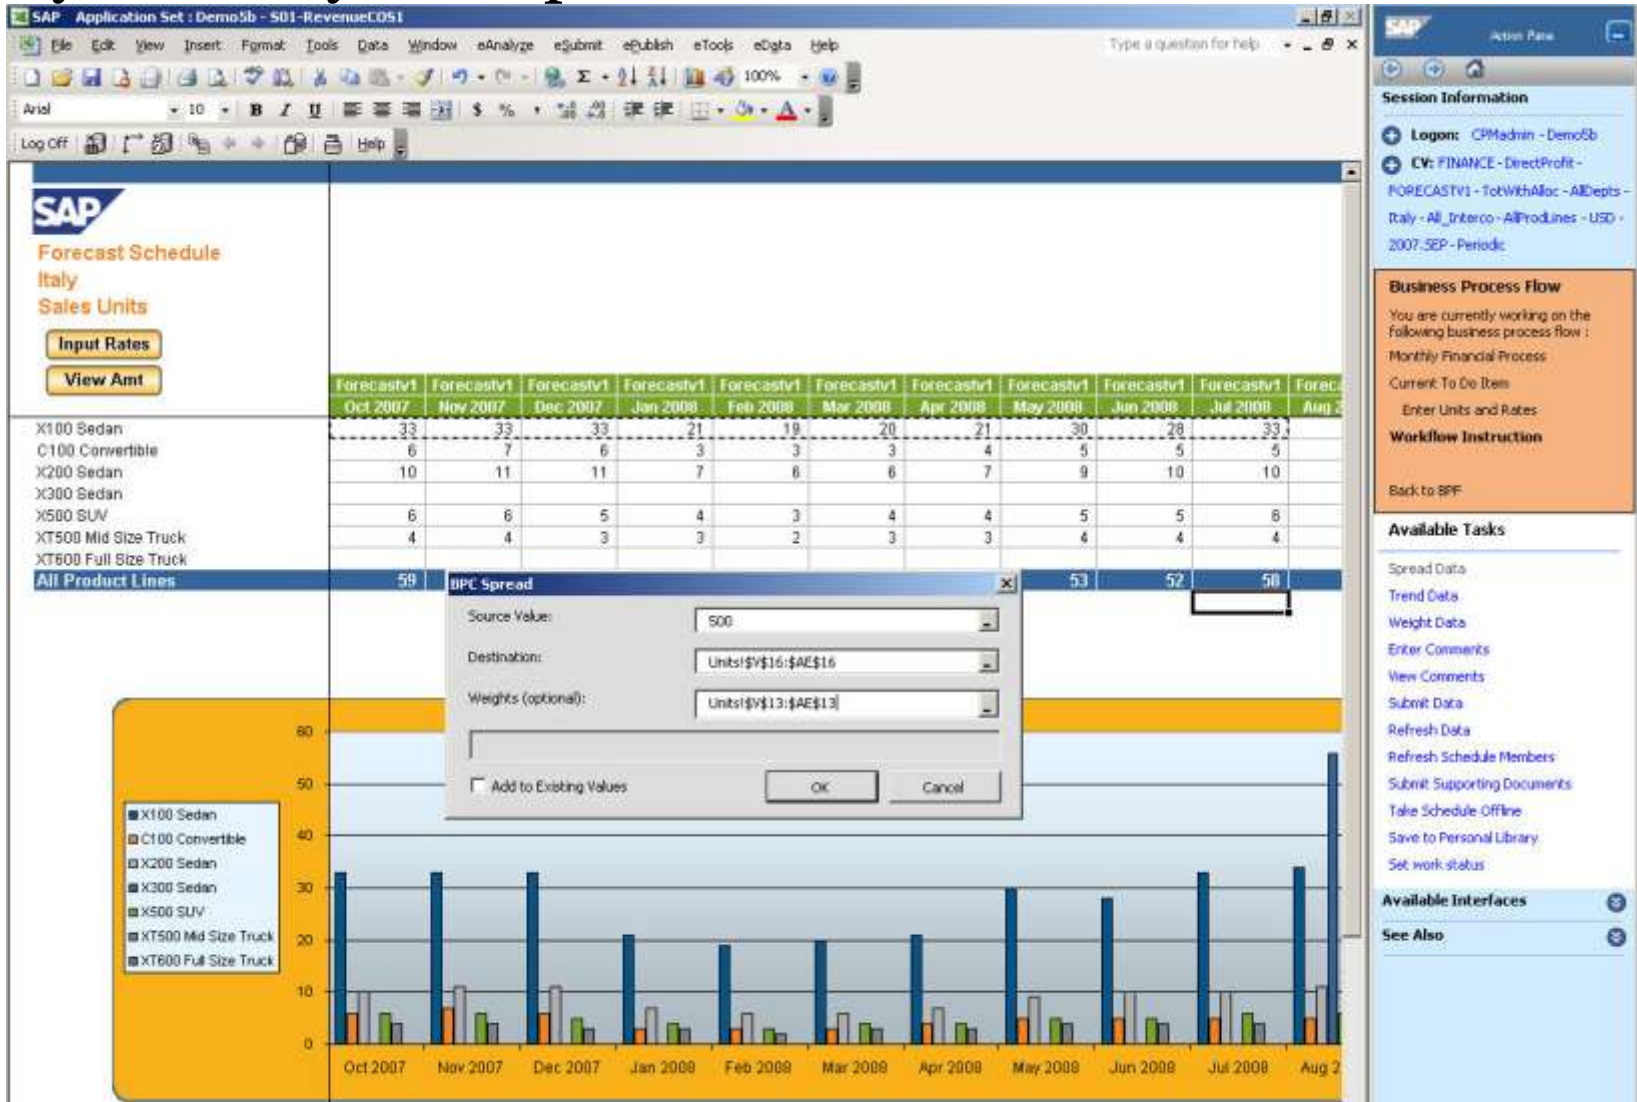 SAP Application Set : Demo5b - S01-RevenueCOS1
File Edit View Insert Format Tools Data Window eAnalyze eSubmit ePublish eTools eData Help Type a question for help
100%
Arial 10 B I U $ % , A
Log Off Help
SAP
Forecast Schedule
Italy
Sales Units
Input Rates
View Amt
Forecastv1 Forecastv1 Forecastv1 Forecastv1 Forecastv1 Forecastv1 Forecastv1 Forecastv1 Forecastv1 Forecastv1 Foreca
Oct 2007 Nov 2007 Dec 2007 Jan 2008 Feb 2008 Mar 2008 Apr 2008 May 2008 Jun 2008 Jul 2008 Aug 2
X100 Sedan 33 33 33 21 19 20 21 30 28 33
C100 Convertible 6 7 6 3 3 3 4 5 5 5
X200 Sedan 10 11 11 7 6 6 7 9 10 10
X300 Sedan
X500 SUV 6 6 5 4 3 4 4 5 5 6
XT500 Mid Size Truck 4 4 3 3 2 3 3 4 4 4
XT600 Full Size Truck
All Product Lines 59 53 52 58
BPC Spread
Source Value: 500
Destination: Units!$V$16:$AE$16
Weights (optional): Units!$V$13:$AE$13
Add to Existing Values OK Cancel
60
50
40
30
20
10
0
X100 Sedan
C100 Convertible
X200 Sedan
X300 Sedan
X500 SUV
XT500 Mid Size Truck
XT600 Full Size Truck
Oct 2007 Nov 2007 Dec 2007 Jan 2008 Feb 2008 Mar 2008 Apr 2008 May 2008 Jun 2008 Jul 2008 Aug 2
SAP Action Pane
Session Information
Logon: CPMadmin - Demo5b
CV: FINANCE - DirectProfit -
FORECASTV1 - TotWithAlloc - AllDepts -
Italy - All_Interco - AllProdLines - USD -
2007.SEP - Periodic
Business Process Flow
You are currently working on the
following business process flow :
Monthly Financial Process
Current To Do Item
Enter Units and Rates
Workflow Instruction
Back to BPF
Available Tasks
Spread Data
Trend Data
Weight Data
Enter Comments
View Comments
Submit Data
Refresh Data
Refresh Schedule Members
Submit Supporting Documents
Take Schedule Offline
Save to Personal Library
Set work status
Available Interfaces
See Also